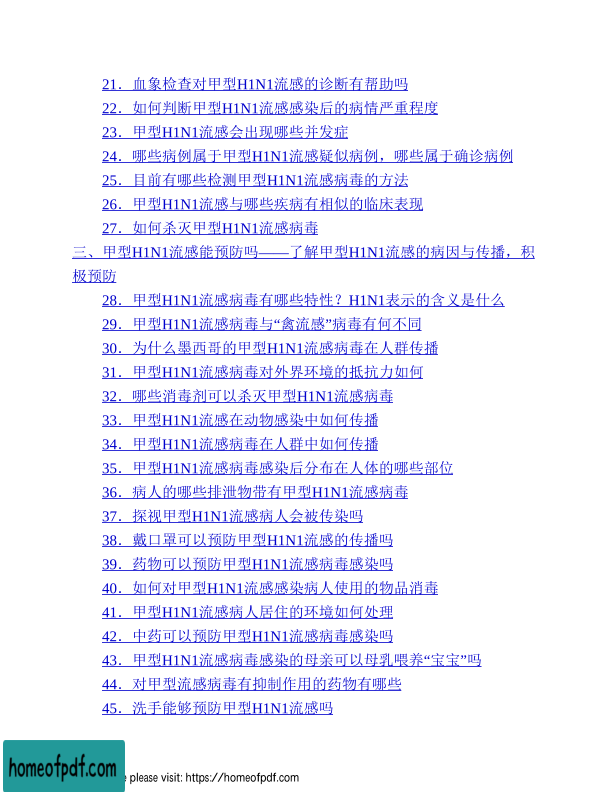 21．血象检查对甲型H1N1流感的诊断有帮助吗
22．如何判断甲型H1N1流感感染后的病情严重程度
23．甲型H1N1流感会出现哪些并发症
24．哪些病例属于甲型H1N1流感疑似病例，哪些属于确诊病例
25．目前有哪些检测甲型H1N1流感病毒的方法
26．甲型H1N1流感与哪些疾病有相似的临床表现
27．如何杀灭甲型H1N1流感病毒
三、甲型H1N1流感能预防吗——了解甲型H1N1流感的病因与传播，积
极预防
28．甲型H1N1流感病毒有哪些特性？H1N1表示的含义是什么
29．甲型H1N1流感病毒与“禽流感”病毒有何不同
30．为什么墨西哥的甲型H1N1流感病毒在人群传播
31．甲型H1N1流感病毒对外界环境的抵抗力如何
32．哪些消毒剂可以杀灭甲型H1N1流感病毒
33．甲型H1N1流感在动物感染中如何传播
34．甲型H1N1流感病毒在人群中如何传播
35．甲型H1N1流感病毒感染后分布在人体的哪些部位
36．病人的哪些排泄物带有甲型H1N1流感病毒
37．探视甲型H1N1流感病人会被传染吗
38．戴口罩可以预防甲型H1N1流感的传播吗
39．药物可以预防甲型H1N1流感病毒感染吗
40．如何对甲型H1N1流感感染病人使用的物品消毒
41．甲型H1N1流感病人居住的环境如何处理
42．中药可以预防甲型H1N1流感病毒感染吗
43．甲型H1N1流感病毒感染的母亲可以母乳喂养“宝宝”吗
44．对甲型流感病毒有抑制作用的药物有哪些
45．洗手能够预防甲型H1N1流感吗
homeofpdf.com
e please visit: https://homeofpdf.com